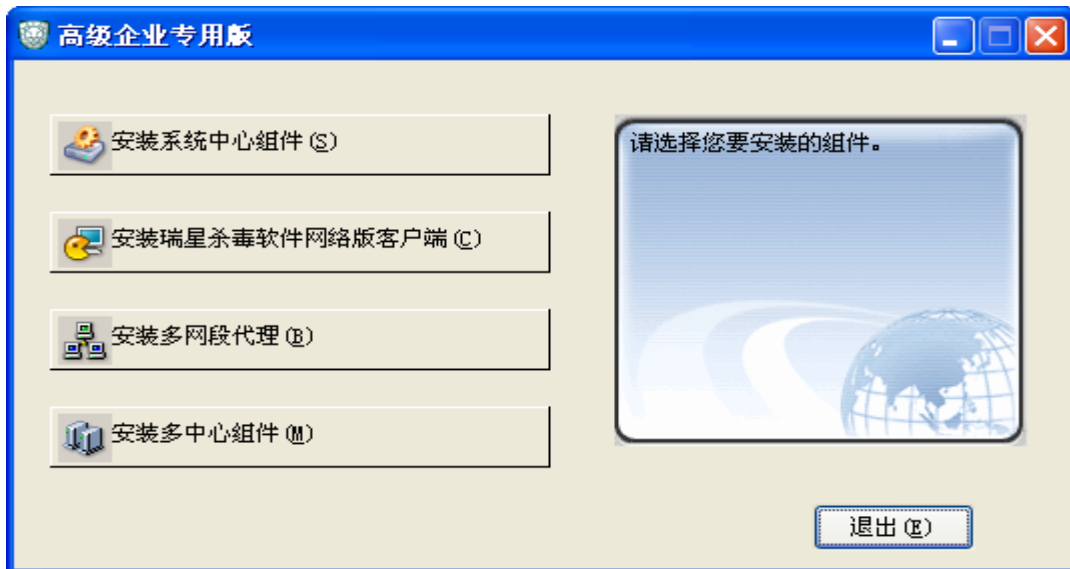 高级企业专用版
安装系统中心组件(S)
请选择您要安装的组件。
安装瑞星杀毒软件网络版客户端(C)
安装多网段代理(B)
安装多中心组件(M)
退出(E)